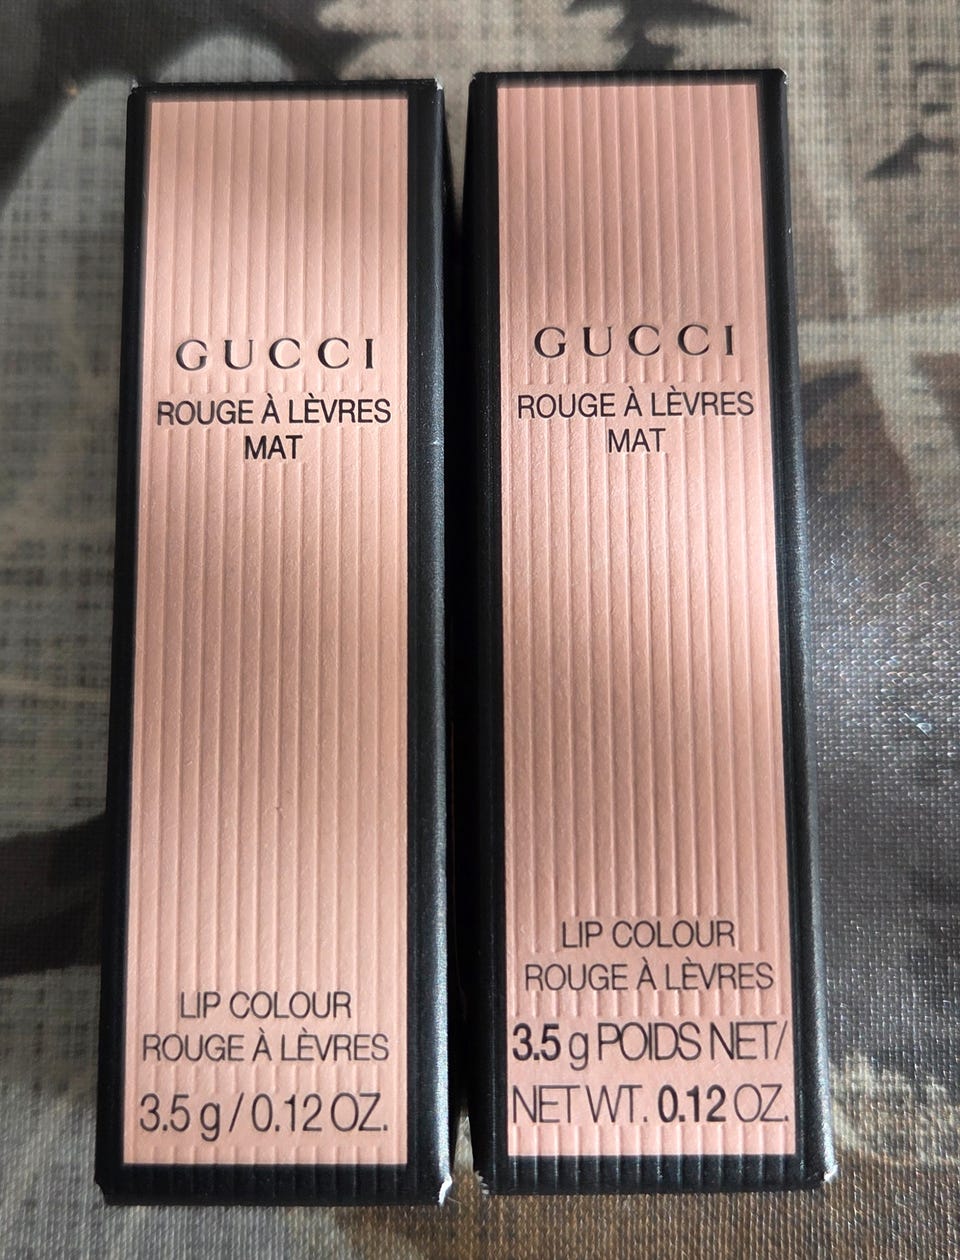 GUCCI
ROUGE À LÈVRES
MAT
LIP COLOUR
ROUGE À LÈVRES
3.5 g / 0.12 OZ.
GUCCI
ROUGE À LÈVRES
MAT
LIP COLOUR
ROUGE À LÈVRES
3.5 g POIDS NET/
NET WT. 0.12 OZ.